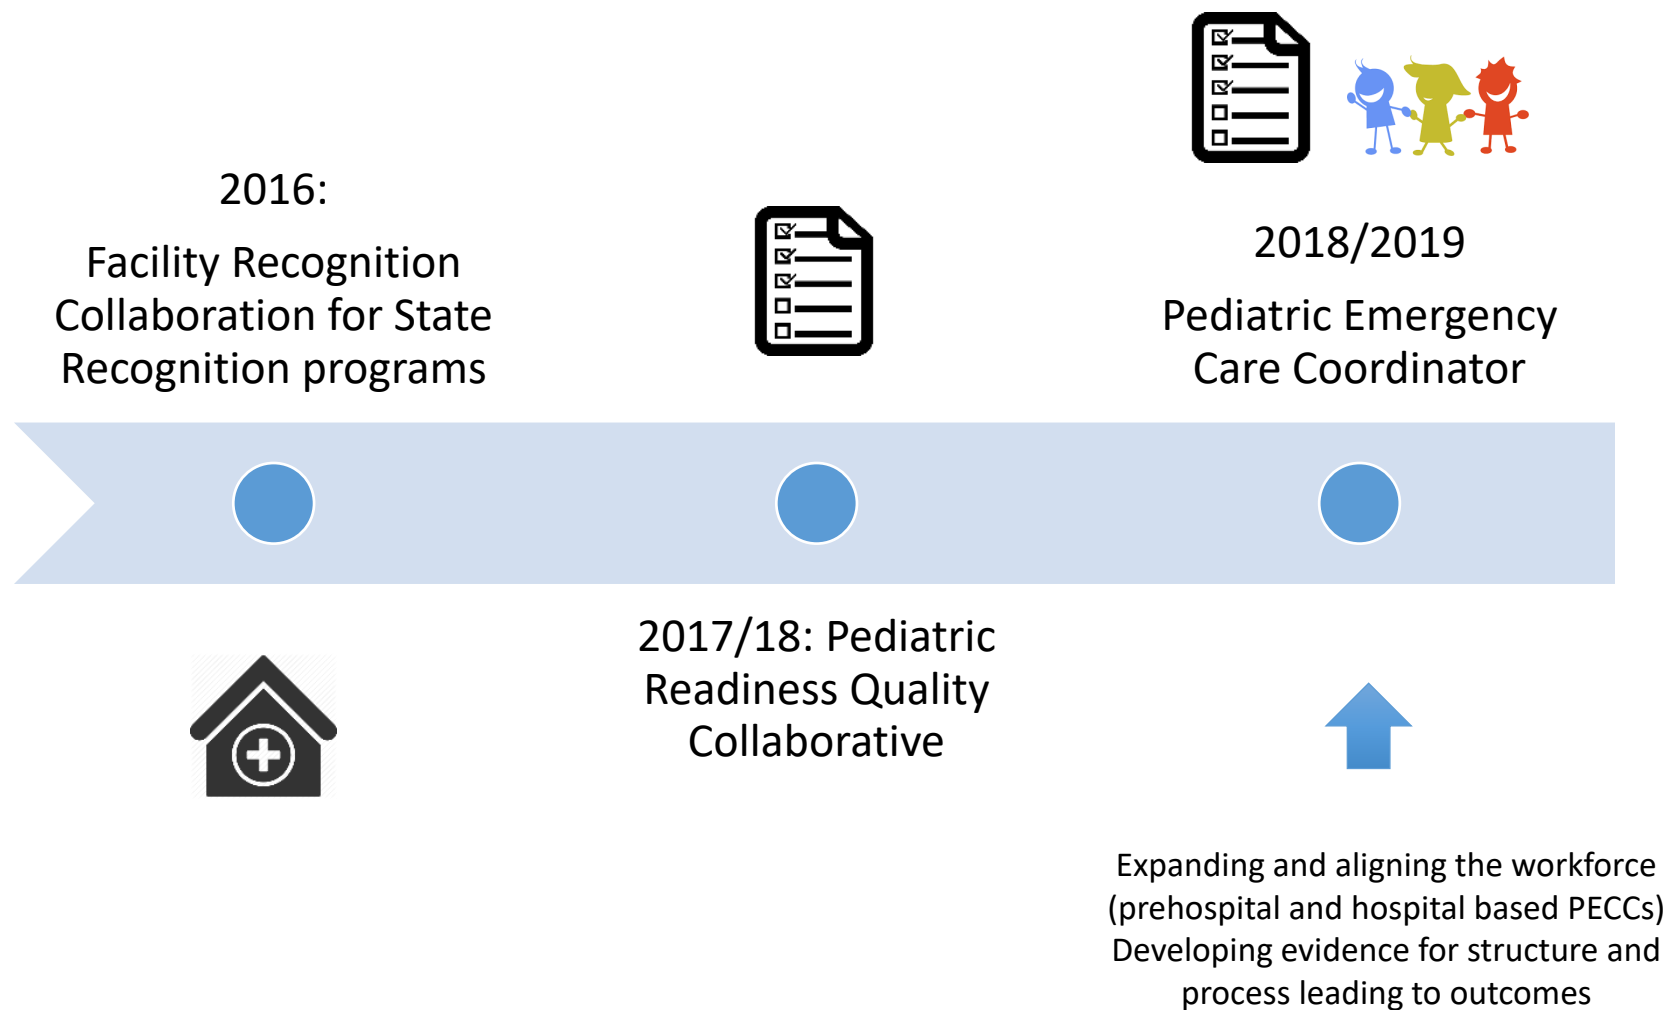 2016:
Facility Recognition
Collaboration for State
Recognition programs
2017/18: Pediatric
Readiness Quality
Collaborative
2018/2019
Pediatric Emergency
Care Coordinator
Expanding and aligning the workforce
(prehospital and hospital based PECCs)
Developing evidence for structure and
process leading to outcomes